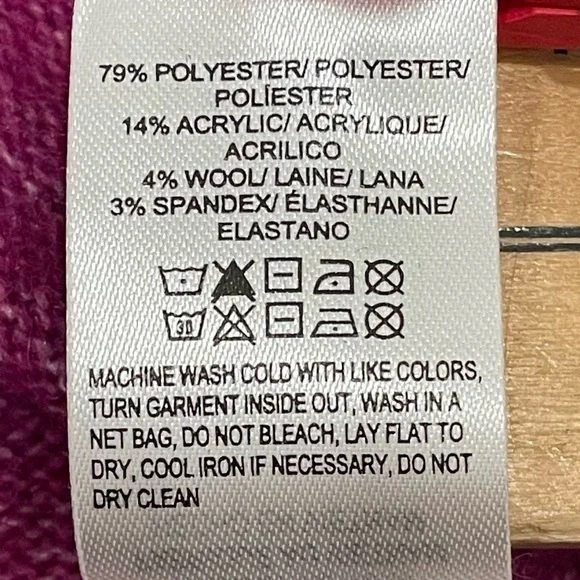 79% POLYESTER/ POLYESTER/
POLÍESTER
14% ACRYLIC/ ACRYLIQUE/
ACRILICO
4% WOOL/ LAINE/ LANA
3% SPANDEX/ ÉLASTHANNE/
ELASTANO
30
MACHINE WASH COLD WITH LIKE COLORS,
TURN GARMENT INSIDE OUT, WASH IN A
NET BAG, DO NOT BLEACH, LAY FLAT TO
DRY, COOL IRON IF NECESSARY, DO NOT
DRY CLEAN